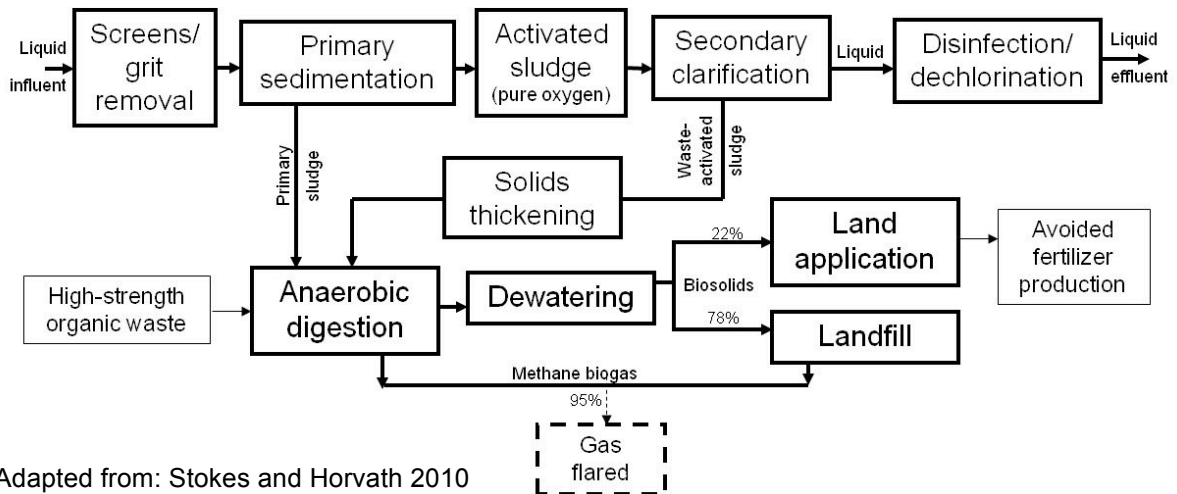 Liquid
influent
Screens/
grit
removal
Primary
sedimentation
Activated
sludge
(pure oxygen)
Secondary
clarification
Liquid
Disinfection/
dechlorination
Liquid
effluent
Primary
sludge
Waste-
activated
sludge
Solids
thickening
High-strength
organic waste
Anaerobic
digestion
Dewatering
Biosolids
22%
78%
Land
application
Avoided
fertilizer
production
Landfill
Methane biogas
95%
Gas
flared
Adapted from: Stokes and Horvath 2010